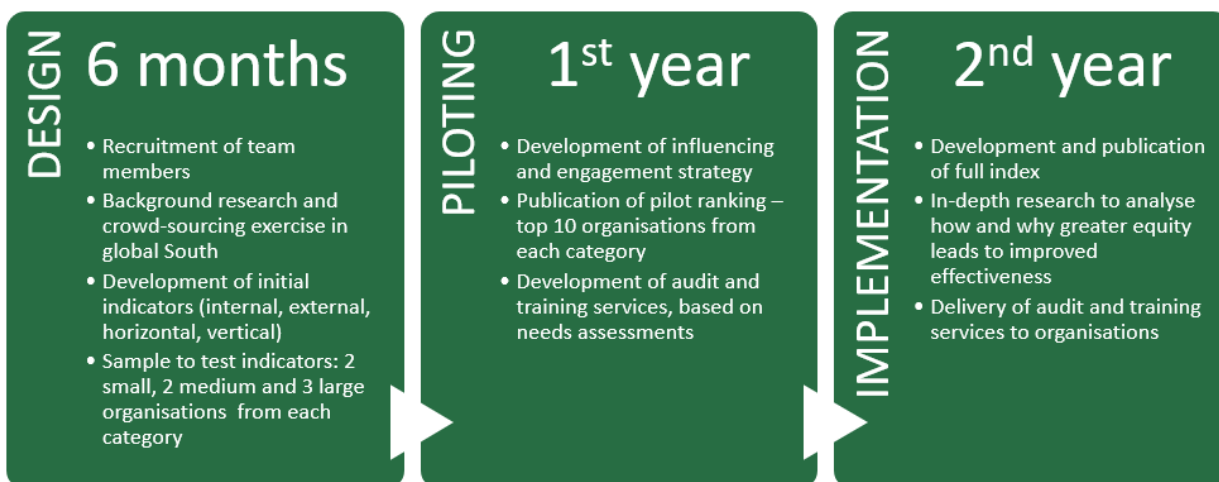 DESIGN
6 months
• Recruitment of team
members
• Background research and
crowd-sourcing exercise in
global South
• Development of initial
indicators (internal, external,
horizontal, vertical)
• Sample to test indicators: 2
small, 2 medium and 3 large
organisations  from each
category
PILOTING
1st year
• Development of influencing
and engagement strategy
• Publication of pilot ranking –
top 10 organisations from
each category
• Development of audit and
training services, based on
needs assessments
IMPLEMENTATION
2nd year
• Development and publication
of full index
• In-depth research to analyse
how and why greater equity
leads to improved
effectiveness
• Delivery of audit and training
services to organisations